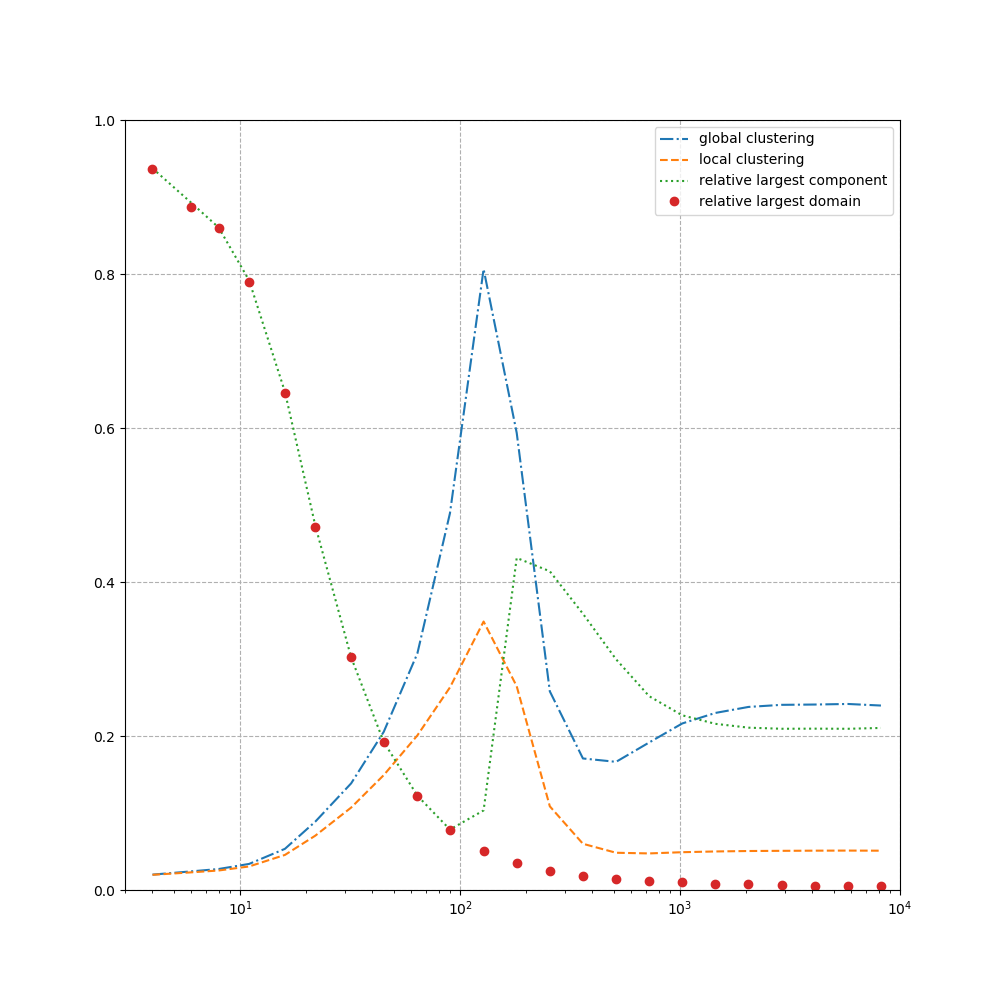 1.0
global clustering
local clustering
relative largest component
relative largest domain
0.8
0.6
0.4
0.2
0.0
10¹ 10² 10³ 10⁴